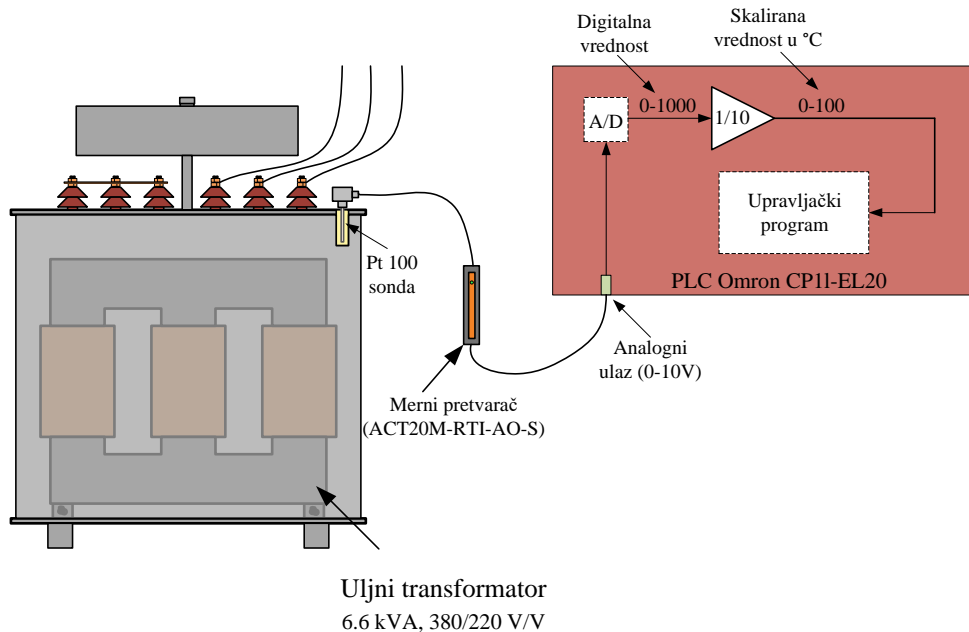 Digitalna
vrednost
Skalirana
vrednost u °C
0-1000
0-100
A/D
1/10
Upravljački
program
PLC Omron CP1l-EL20
Pt 100
sonda
Analogni
ulaz (0-10V)
Merni pretvarač
(ACT20M-RTI-AO-S)
Uljni transformator
6.6 kVA, 380/220 V/V